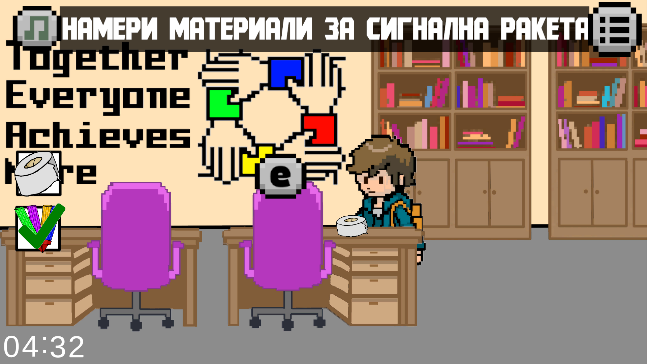 НАМЕРИ МАТЕРИАЛИ ЗА СИГНАЛНА РАКЕТА
Together
Everyone
Achieves
e
04:32